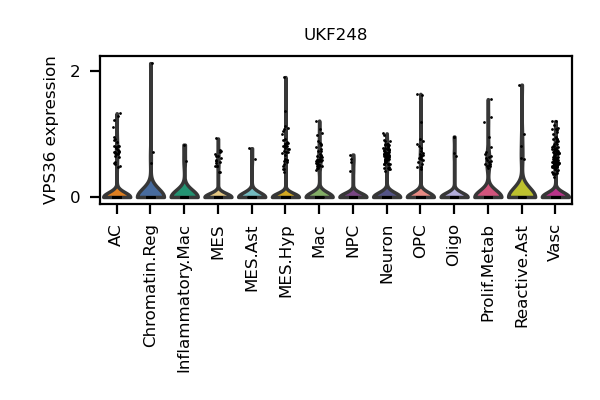 UKF248
VPS36 expression
2
0
AC
Chromatin.Reg
Inflammatory.Mac
MES
MES.Ast
MES.Hyp
Mac
NPC
Neuron
OPC
Oligo
Prolif.Metab
Reactive.Ast
Vasc